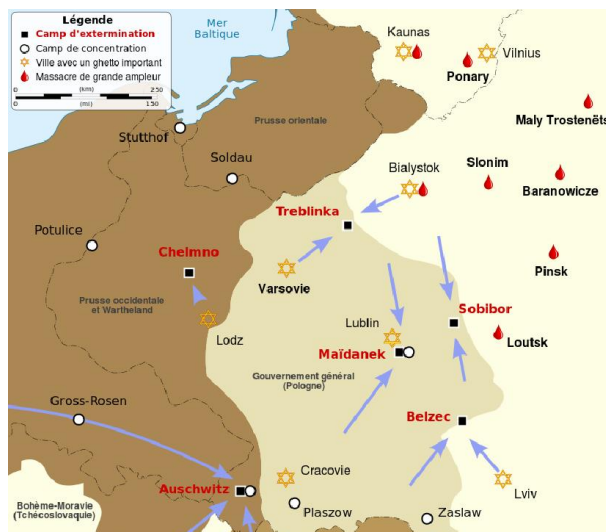 Légende
Camp d'extermination
Camp de concentration
Ville avec un ghetto important
Massacre de grande ampleur
0 (km) 250
0 (mi) 150
Mer
Baltique
Kaunas
Vilnius
Ponary
Maly Trostenets
Prusse orientale
Stutthof
Soldau
Bialystok
Slonim
Baranowicze
Treblinka
Potulice
Chelmno
Varsovie
Pinsk
Prusse occidentale
et Wartheland
Lodz
Sobibor
Lublin
Maïdanek
Loutsk
Gouvernement général
(Pologne)
Gross-Rosen
Belzec
Auschwitz
Cracovie
Lviv
Plaszow
Zaslaw
Bohème-Moravie
(Tchécoslovaquie)